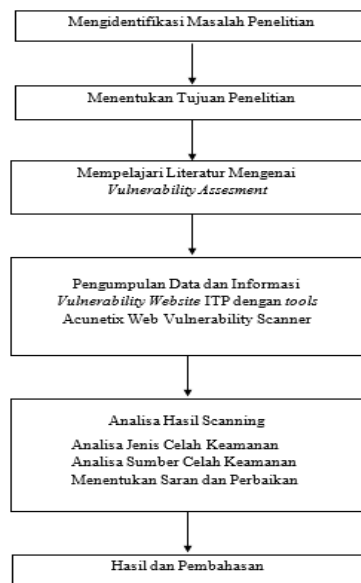 Mengidentifikasi Masalah Penelitian
Menentukan Tujuan Penelitian
Mempelajari Literatur Mengenai
Vulnerability Assesment
Pengumpulan Data dan Informasi
Vulnerability Website ITP dengan tools
Acunetix Web Vulnerability Scanner
Analisa Hasil Scanning
Analisa Jenis Celah Keamanan
Analisa Sumber Celah Keamanan
Menentukan Saran dan Perbaikan
Hasil dan Pembahasan